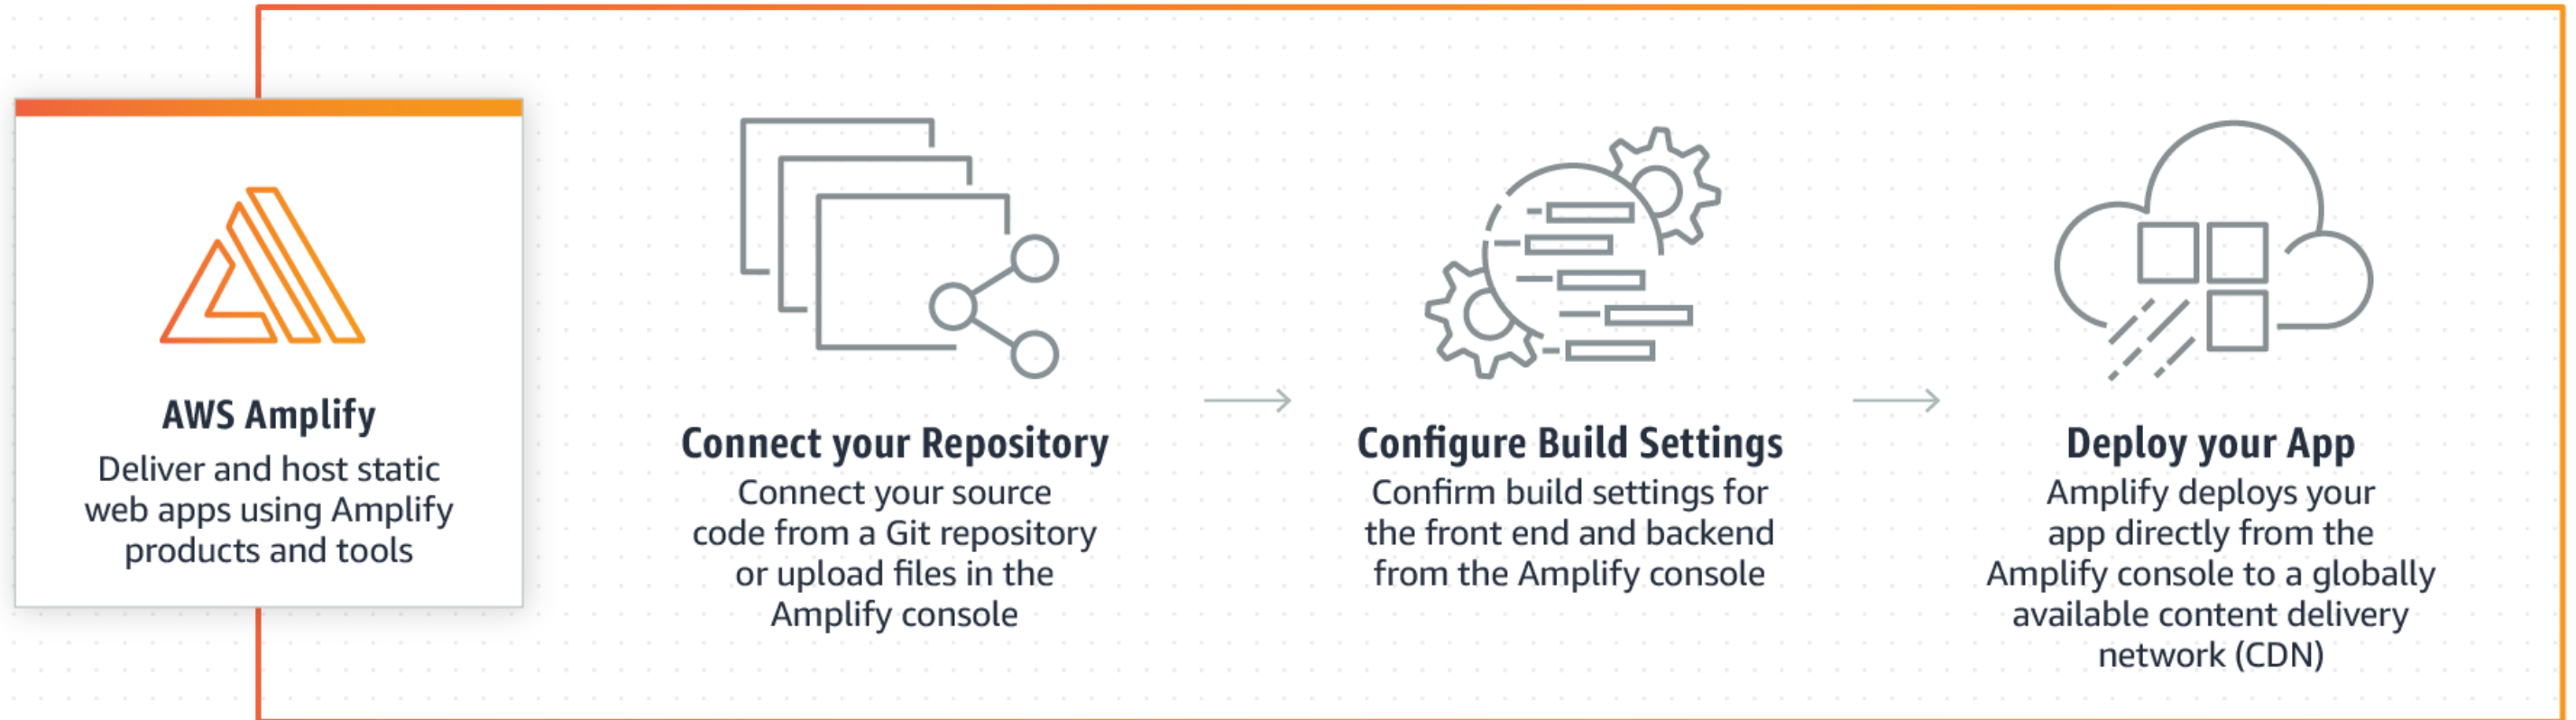 AWS Amplify
Deliver and host static
web apps using Amplify
products and tools
Connect your Repository
Connect your source
code from a Git repository
or upload files in the
Amplify console
Configure Build Settings
Confirm build settings for
the front end and backend
from the Amplify console
Deploy your App
Amplify deploys your
app directly from the
Amplify console to a globally
available content delivery
network (CDN)